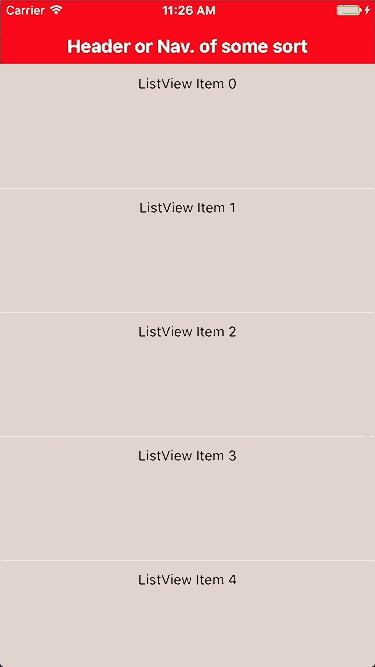 Carrier 11:26 AM
Header or Nav. of some sort
ListView Item 0
ListView Item 1
ListView Item 2
ListView Item 3
ListView Item 4